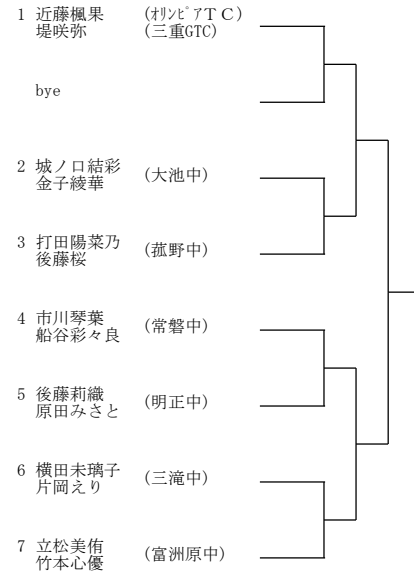 1 近藤楓果 (ｵﾘﾝﾋﾟｱTC)
堤咲弥 (三重GTC)
bye
2 城ノ口結彩
金子綾華 (大池中)
3 打田陽菜乃
後藤桜 (菰野中)
4 市川琴葉
船谷彩々良 (常磐中)
5 後藤莉織
原田みさと (明正中)
6 横田未璃子
片岡えり (三滝中)
7 立松美侑
竹本心優 (富洲原中)